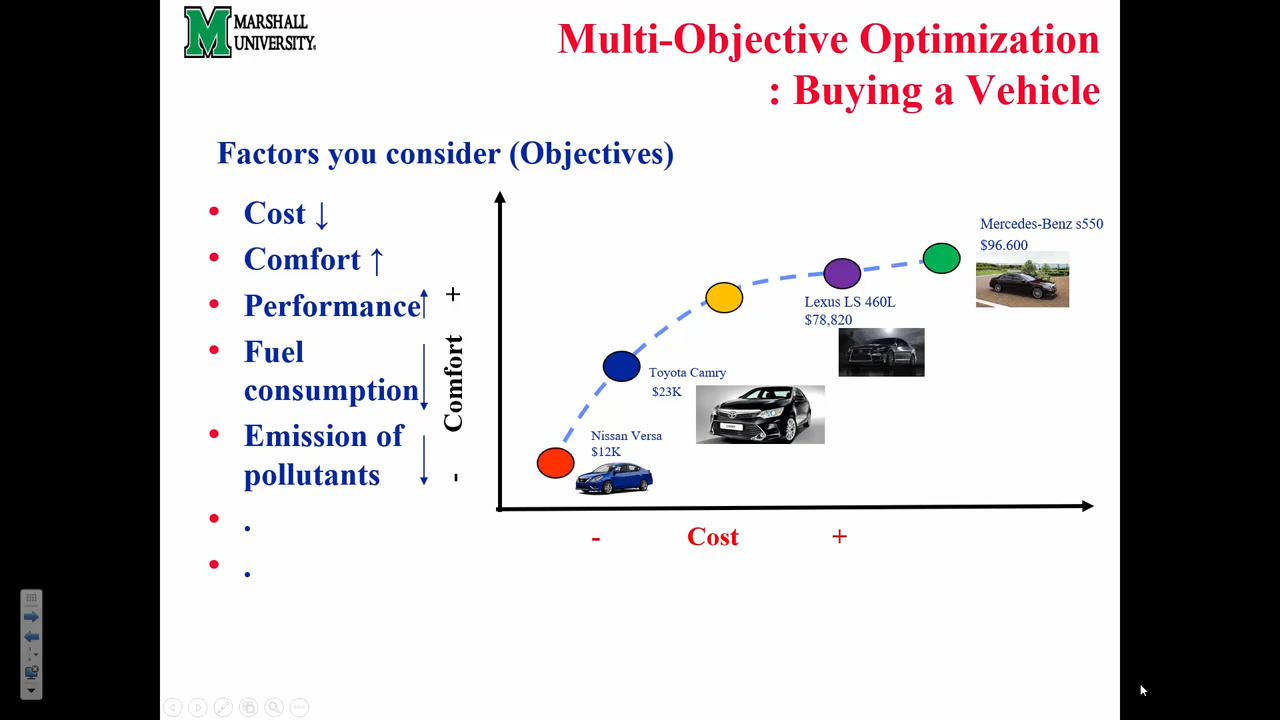 MARSHALL
UNIVERSITY.
Multi-Objective Optimization
: Buying a Vehicle
Factors you consider (Objectives)
• Cost ↓
• Comfort ↑
• Performance↑
• Fuel
consumption↓
• Emission of
pollutants ↓
• .
• .
+
Comfort
-
Mercedes-Benz s550
$96.600
Lexus LS 460L
$78,820
Toyota Camry
$23K
Nissan Versa
$12K
- Cost +